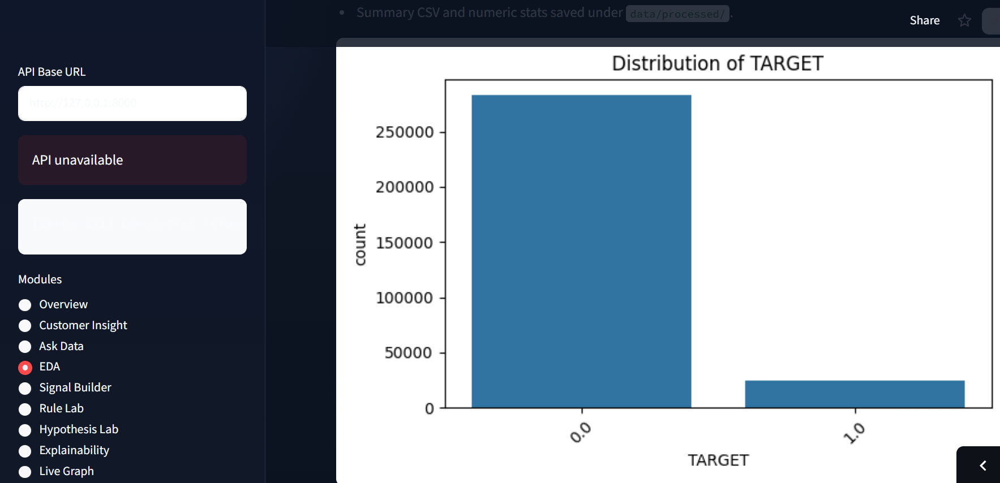 • Summary CSV and numeric stats saved under data/processed/.
Share
API Base URL
http://127.0.0.1:8000
API unavailable
Modules
Overview
Customer Insight
Ask Data
EDA
Signal Builder
Rule Lab
Hypothesis Lab
Explainability
Live Graph
Distribution of TARGET
count
250000
200000
150000
100000
50000
0
0.0
1.0
TARGET